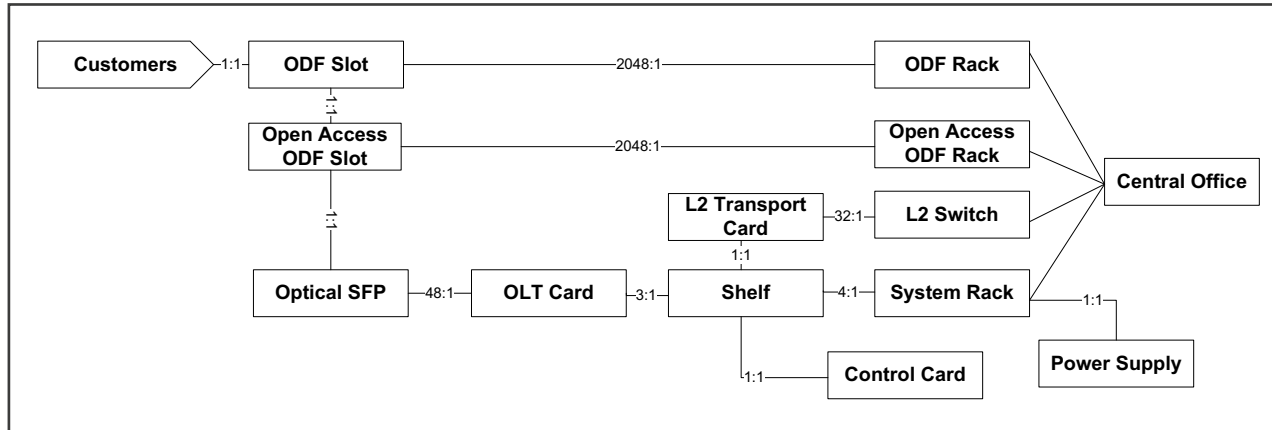 Customers
1:1
ODF Slot
2048:1
ODF Rack
1:1
Open Access
ODF Slot
2048:1
Open Access
ODF Rack
Central Office
L2 Transport
Card
32:1
L2 Switch
1:1
1:1
Optical SFP
48:1
OLT Card
3:1
Shelf
4:1
System Rack
1:1
Power Supply
1:1
Control Card